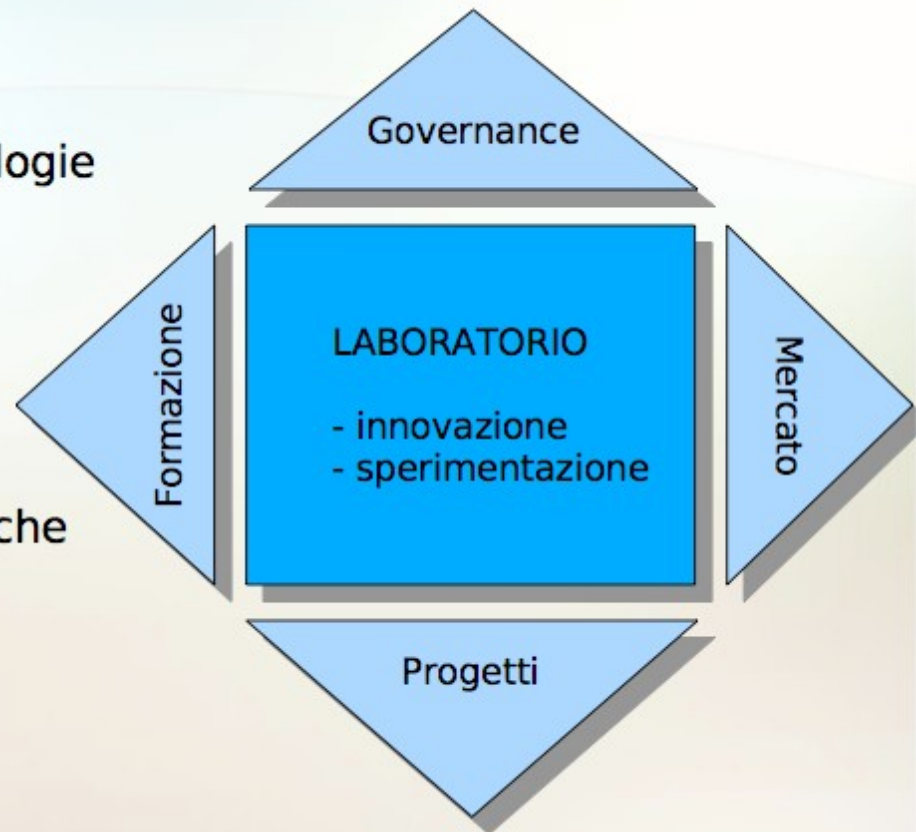 Governance
logie
Formazione
LABORATORIO
- innovazione
- sperimentazione
Mercato
che
Progetti